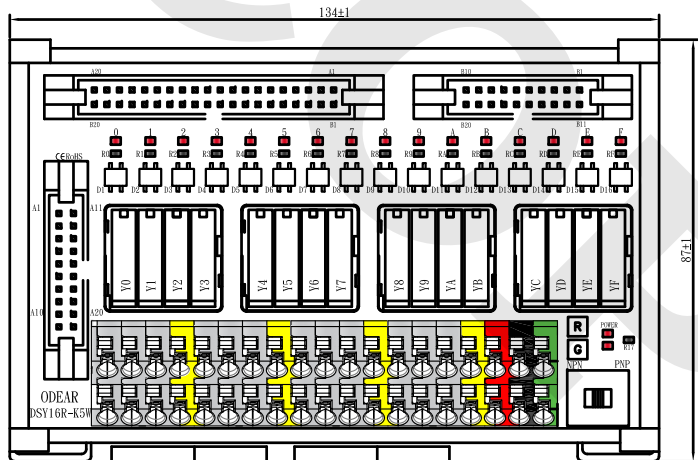 134±1
A20 A1 B10 B1
B20 B1 B20 B11
0 1 2 3 4 5 6 7 8 9 A B C D E F
R0 R1 R2 R3 R4 R5 R6 R7 R8 R9 RA RB RC RD RE RF
CE RoHS
D1 D2 D3 D4 D5 D6 D7 D8 D9 D10 D11 D12 D13 D14 D15 D16
A1 A11
Y0 Y1 Y2 Y3 Y4 Y5 Y6 Y7 Y8 Y9 YA YB YC YD YE YF
87±1
A10 A20
R POWER
G R17
NPN PNP
ODEAR
DSY16R-K5W